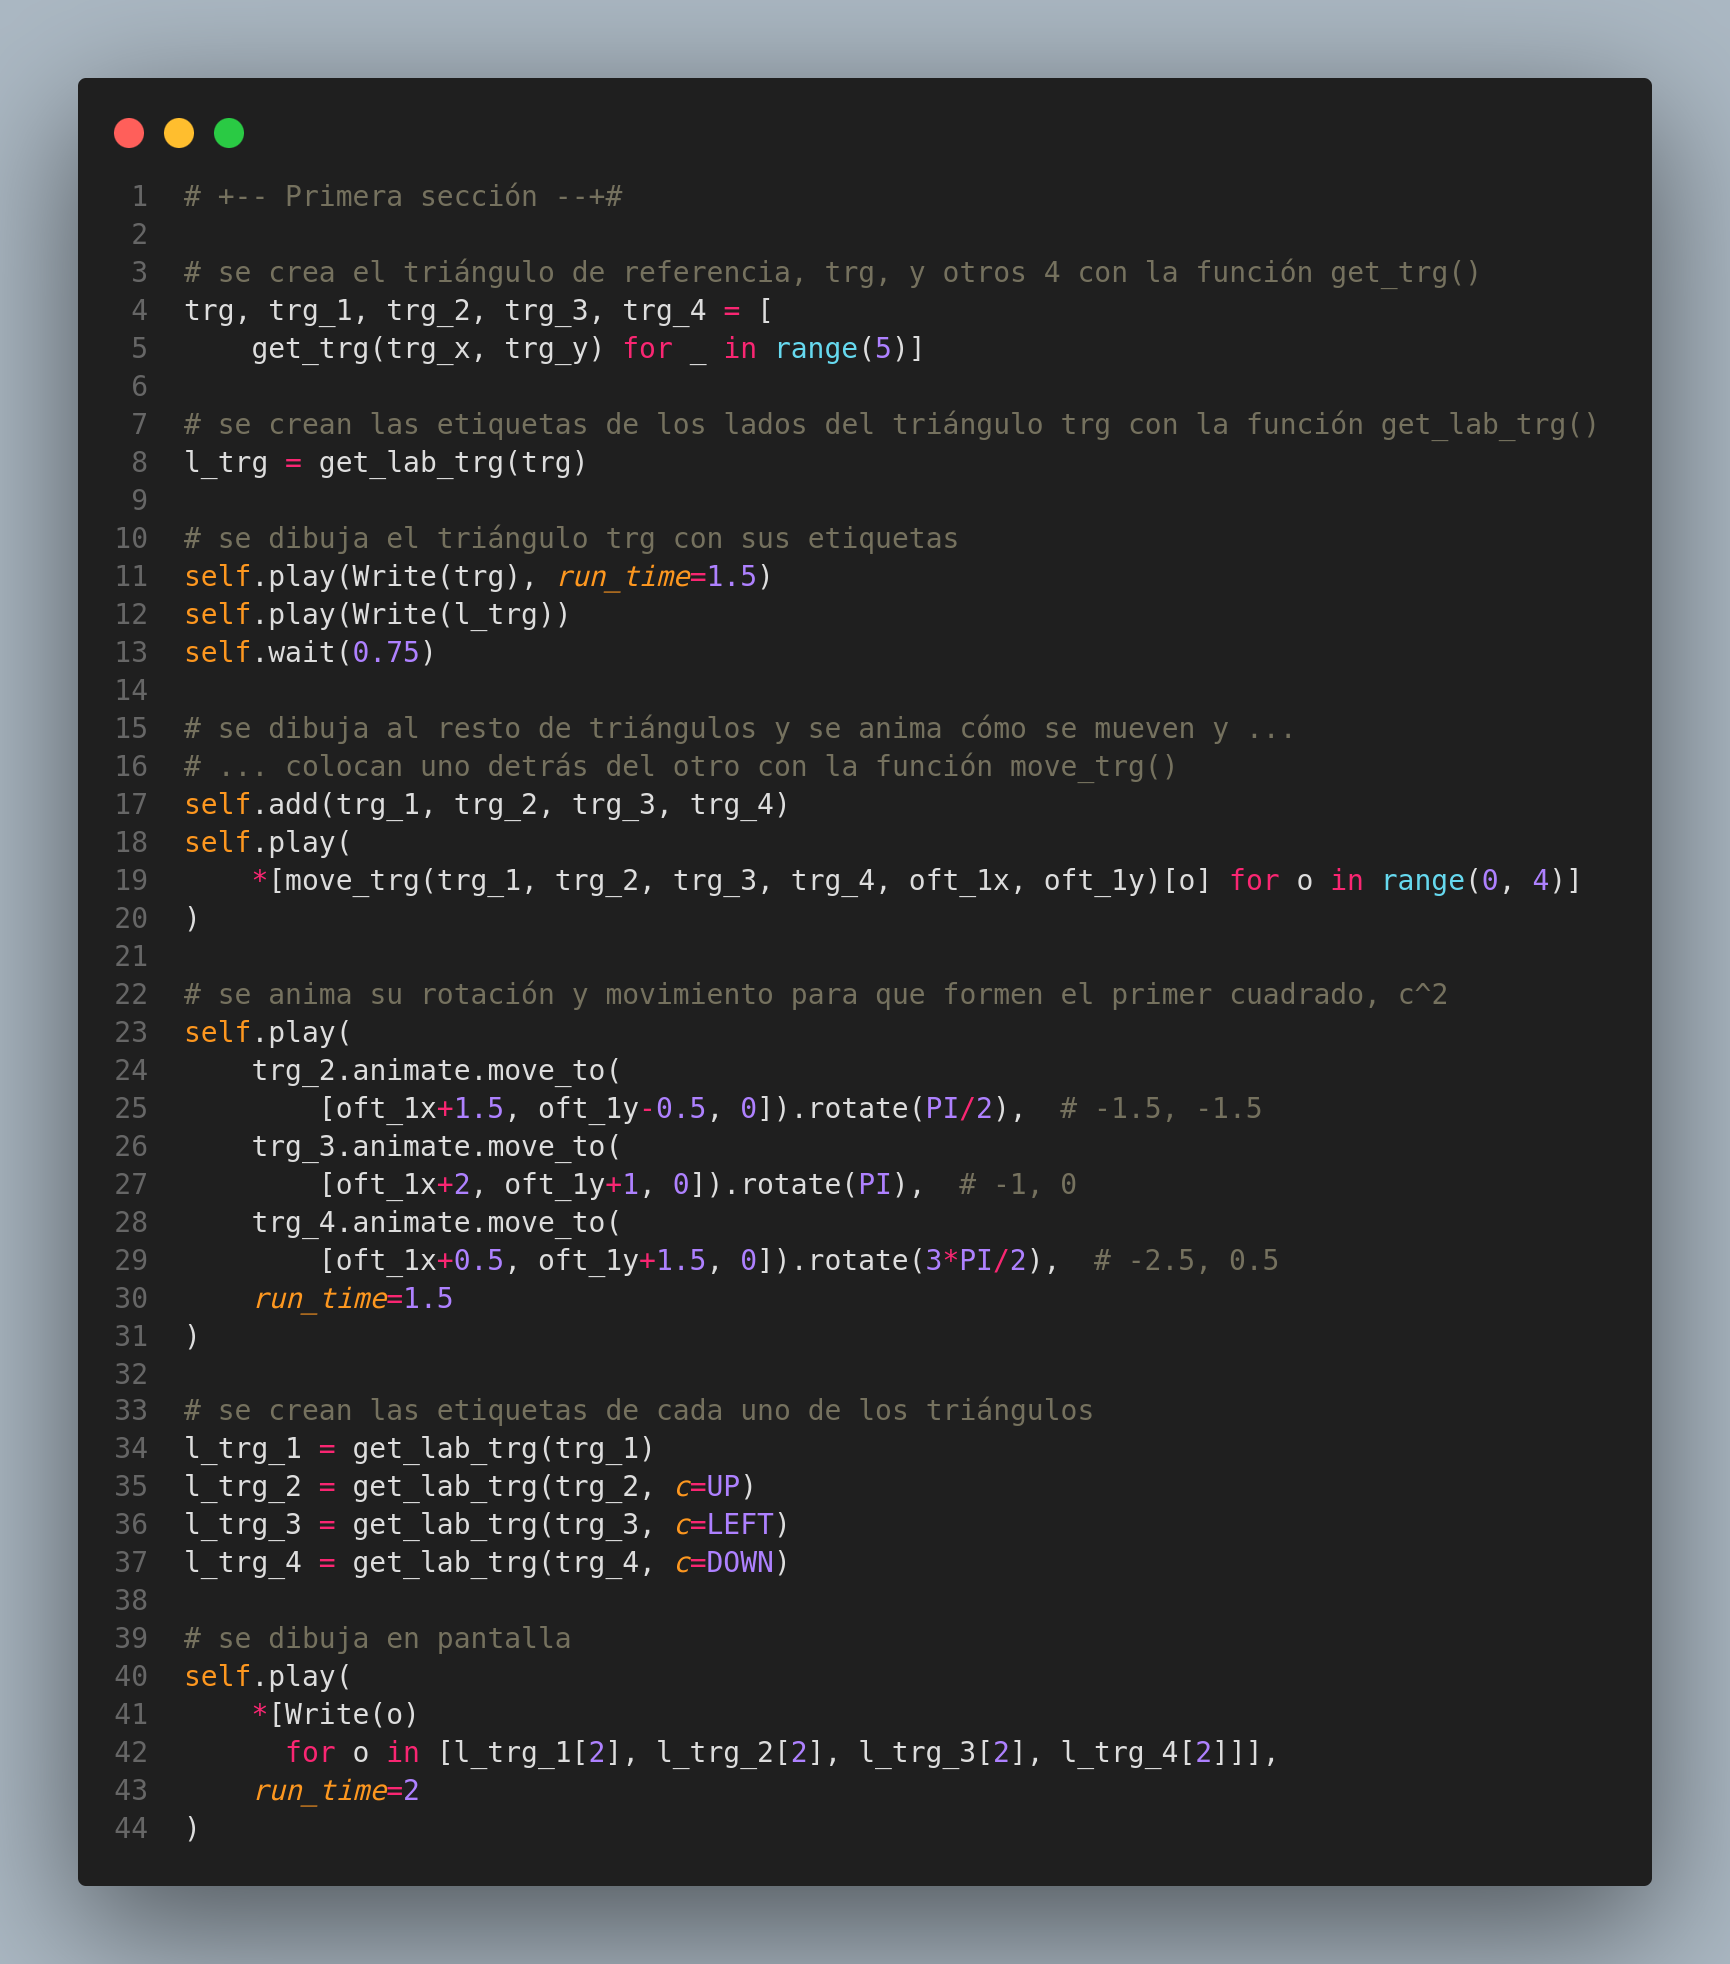 1 # +-- Primera sección --+#
2
3 # se crea el triángulo de referencia, trg, y otros 4 con la función get_trg()
4 trg, trg_1, trg_2, trg_3, trg_4 = [
5     get_trg(trg_x, trg_y) for _ in range(5)]
6
7 # se crean las etiquetas de los lados del triángulo trg con la función get_lab_trg()
8 l_trg = get_lab_trg(trg)
9
10 # se dibuja el triángulo trg con sus etiquetas
11 self.play(Write(trg), run_time=1.5)
12 self.play(Write(l_trg))
13 self.wait(0.75)
14
15 # se dibuja al resto de triángulos y se anima cómo se mueven y ...
16 # ... colocan uno detrás del otro con la función move_trg()
17 self.add(trg_1, trg_2, trg_3, trg_4)
18 self.play(
19     *[move_trg(trg_1, trg_2, trg_3, trg_4, oft_1x, oft_1y)[o] for o in range(0, 4)]
20 )
21
22 # se anima su rotación y movimiento para que formen el primer cuadrado, c^2
23 self.play(
24     trg_2.animate.move_to(
25         [oft_1x+1.5, oft_1y-0.5, 0]).rotate(PI/2),  # -1.5, -1.5
26     trg_3.animate.move_to(
27         [oft_1x+2, oft_1y+1, 0]).rotate(PI),  # -1, 0
28     trg_4.animate.move_to(
29         [oft_1x+0.5, oft_1y+1.5, 0]).rotate(3*PI/2),  # -2.5, 0.5
30     run_time=1.5
31 )
32
33 # se crean las etiquetas de cada uno de los triángulos
34 l_trg_1 = get_lab_trg(trg_1)
35 l_trg_2 = get_lab_trg(trg_2, c=UP)
36 l_trg_3 = get_lab_trg(trg_3, c=LEFT)
37 l_trg_4 = get_lab_trg(trg_4, c=DOWN)
38
39 # se dibuja en pantalla
40 self.play(
41     *[Write(o)
42       for o in [l_trg_1[2], l_trg_2[2], l_trg_3[2], l_trg_4[2]]],
43     run_time=2
44 )